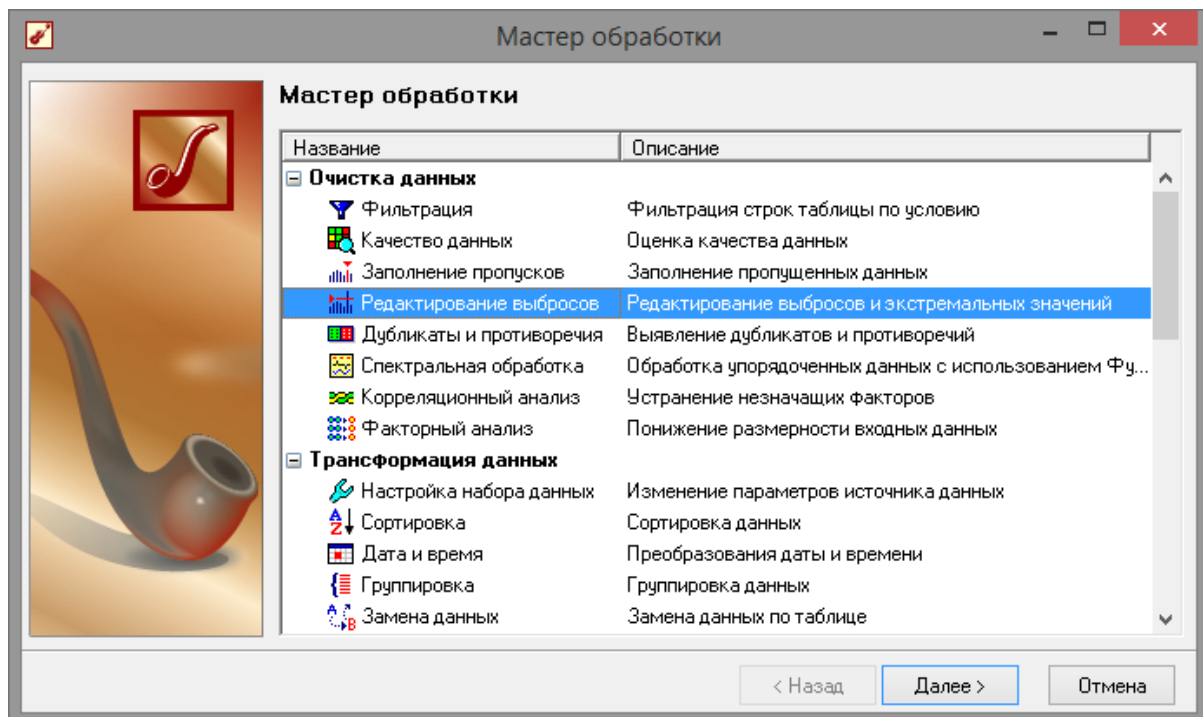 Мастер обработки
Мастер обработки
Название Описание
Очистка данных
Фильтрация Фильтрация строк таблицы по условию
Качество данных Оценка качества данных
Заполнение пропусков Заполнение пропущенных данных
Редактирование выбросов Редактирование выбросов и экстремальных значений
Дубликаты и противоречия Выявление дубликатов и противоречий
Спектральная обработка Обработка упорядоченных данных с использованием Фу...
Корреляционный анализ Устранение незначащих факторов
Факторный анализ Понижение размерности входных данных
Трансформация данных
Настройка набора данных Изменение параметров источника данных
Сортировка Сортировка данных
Дата и время Преобразования даты и времени
Группировка Группировка данных
Замена данных Замена данных по таблице
< Назад Далее > Отмена